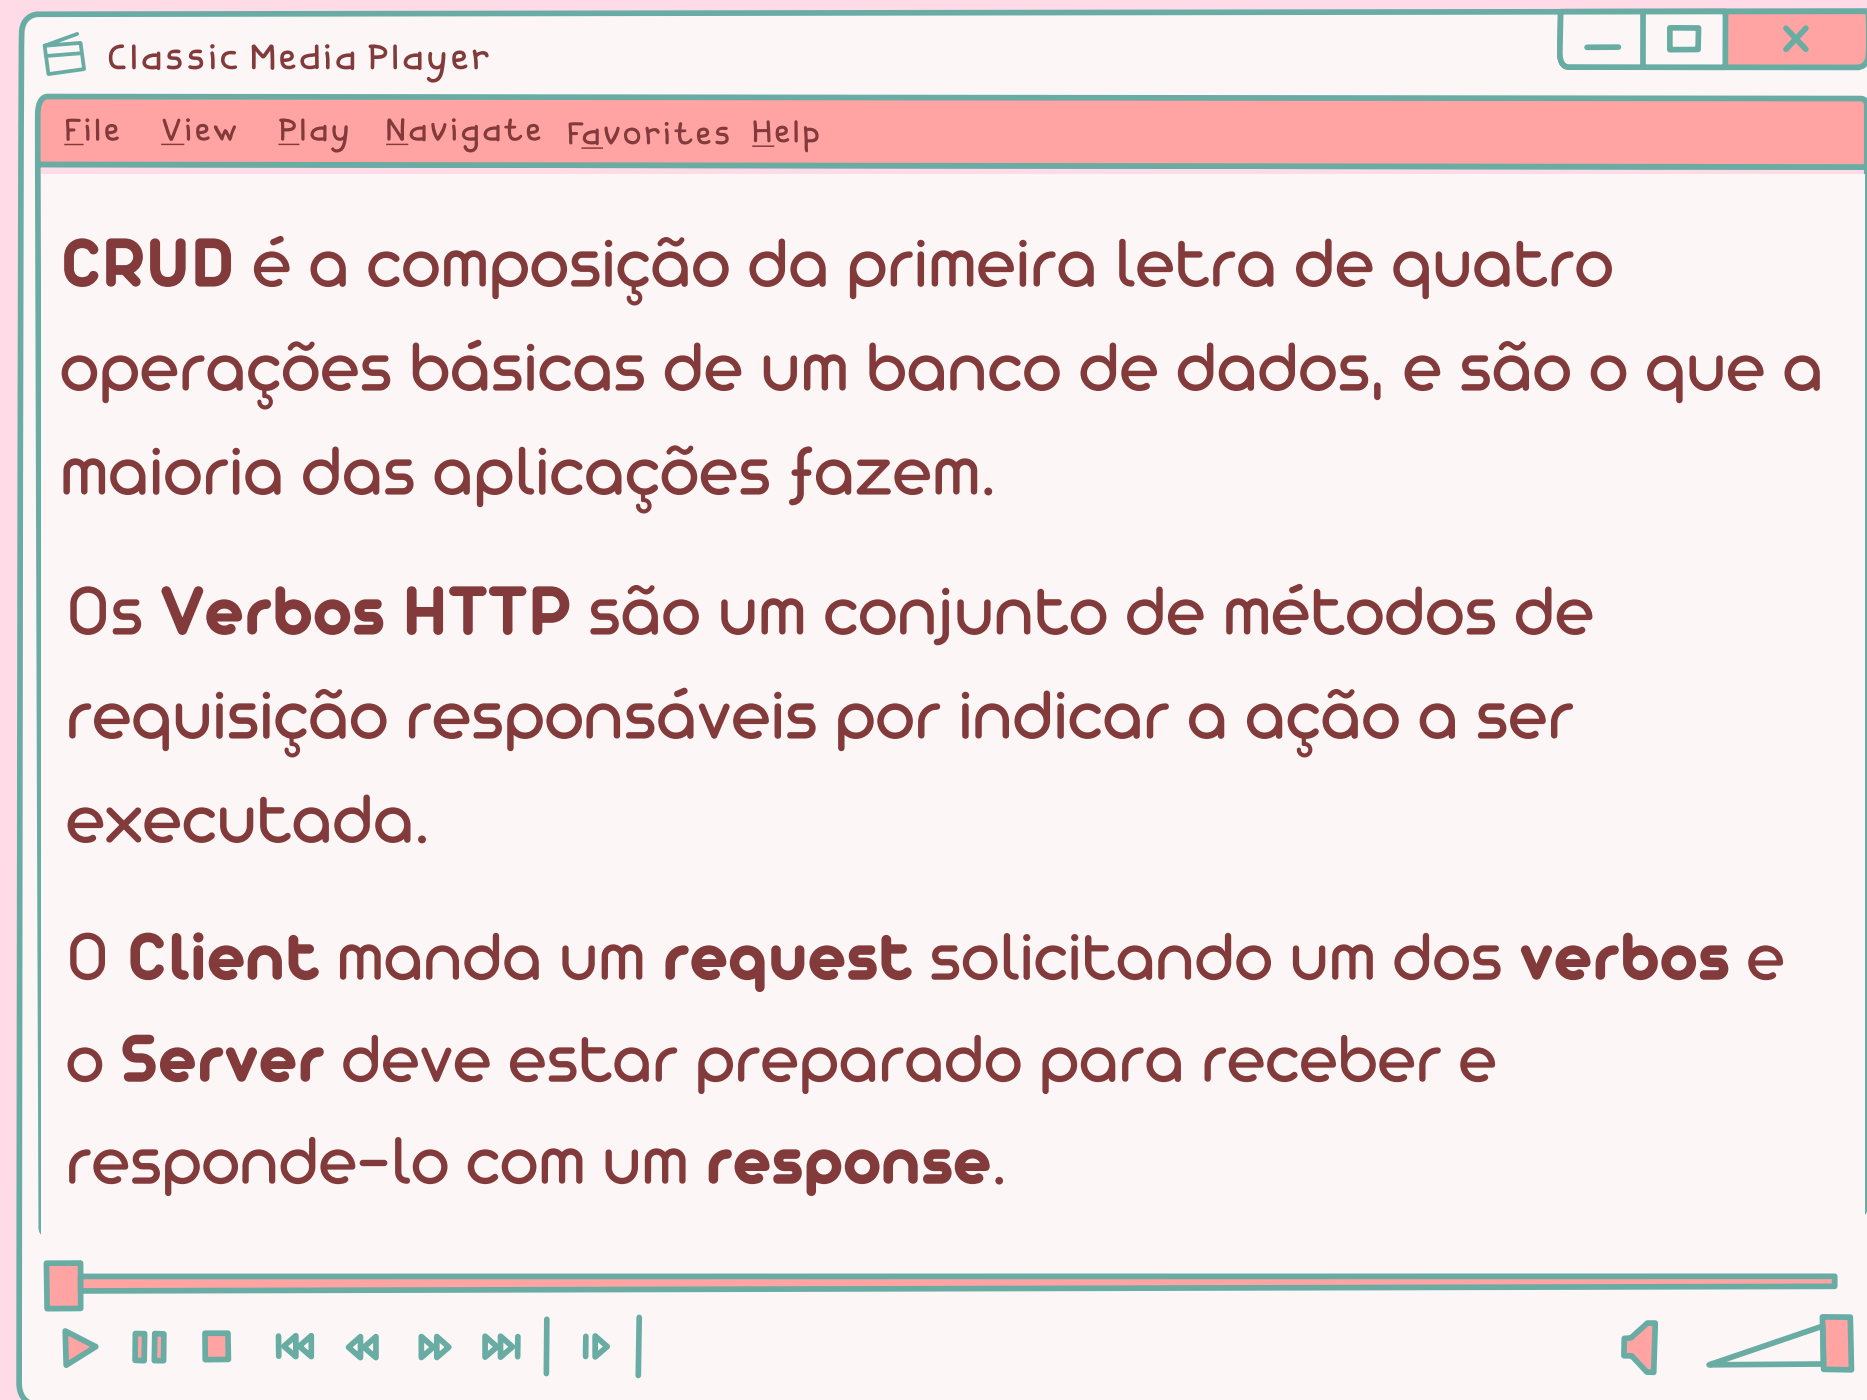 Classic Media Player
File View Play Navigate Favorites Help
CRUD é a composição da primeira letra de quatro
operações básicas de um banco de dados, e são o que a
maioria das aplicações fazem.
Os Verbos HTTP são um conjunto de métodos de
requisição responsáveis por indicar a ação a ser
executada.
O Client manda um request solicitando um dos verbos e
o Server deve estar preparado para receber e
responde-lo com um response.